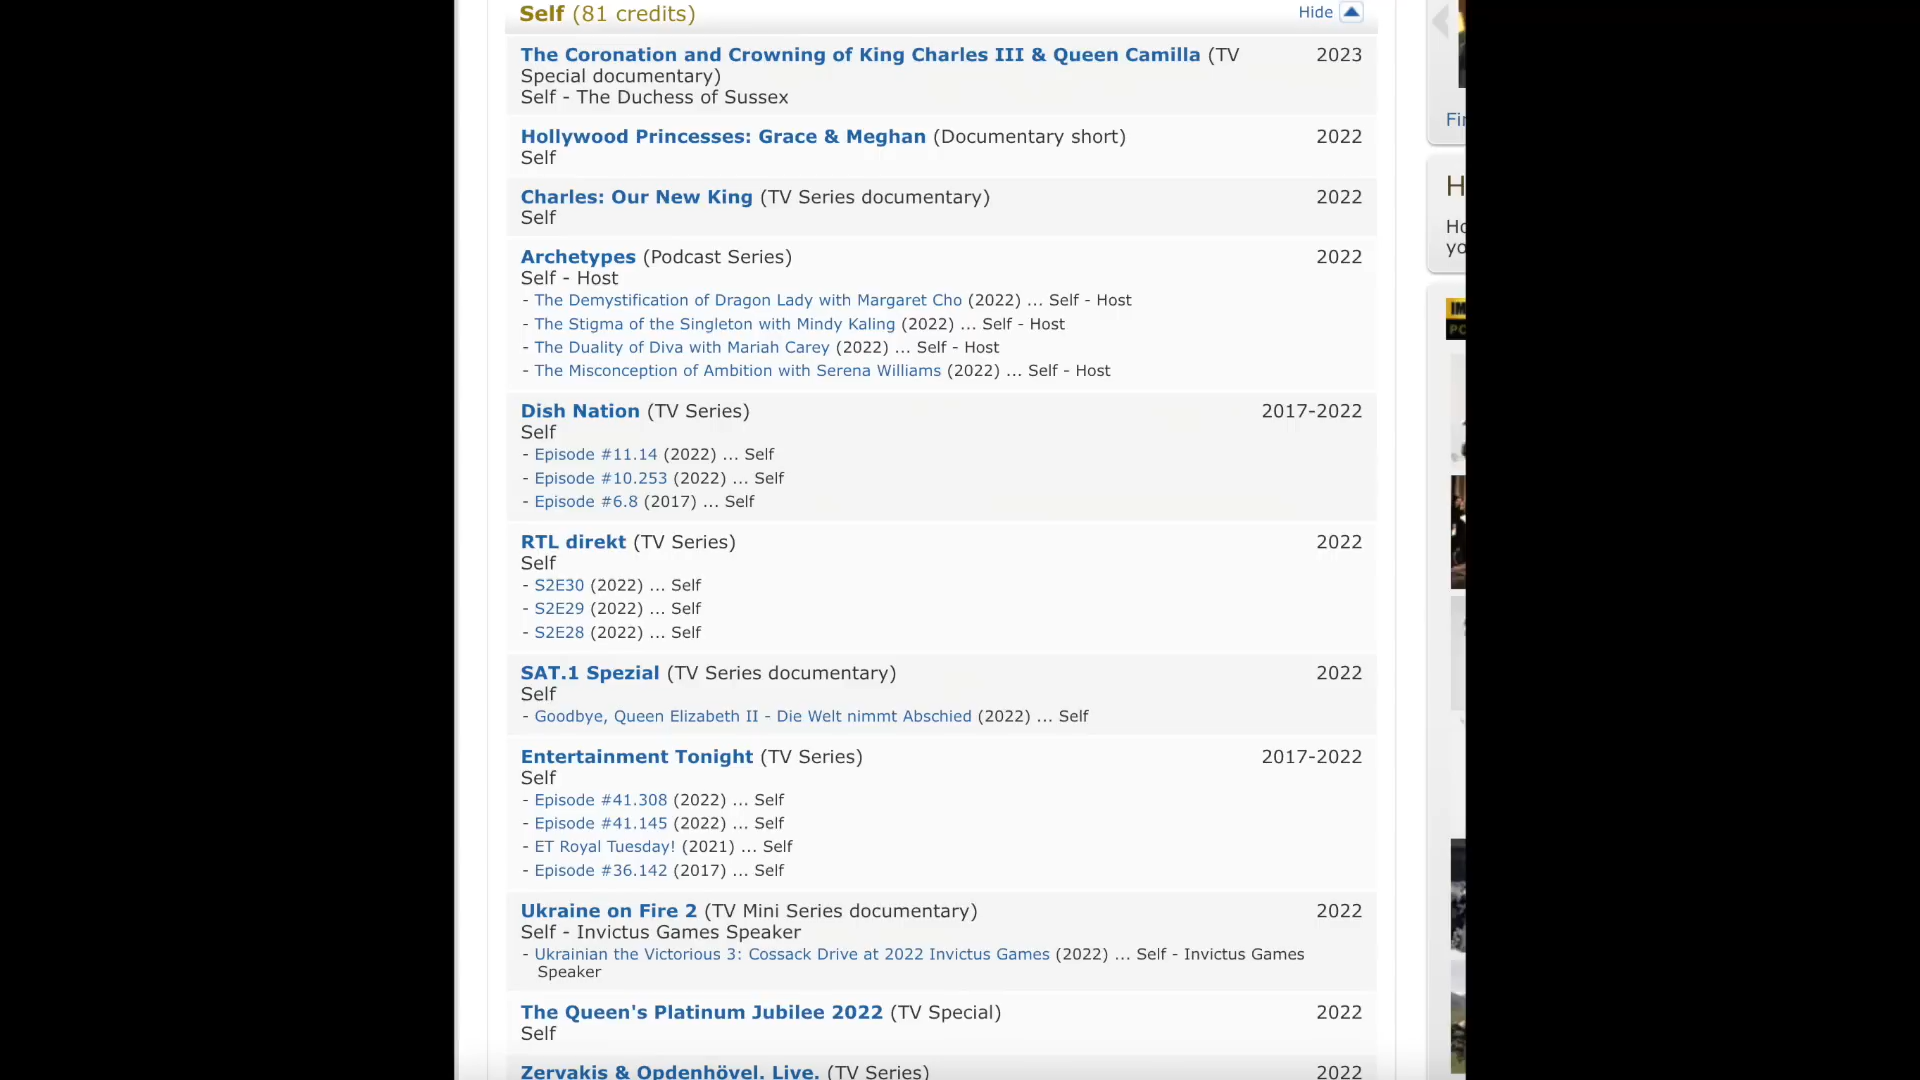 Self (81 credits) Hide
The Coronation and Crowning of King Charles III & Queen Camilla (TV 2023
Special documentary)
Self - The Duchess of Sussex
Hollywood Princesses: Grace & Meghan (Documentary short) 2022
Self
Charles: Our New King (TV Series documentary) 2022
Self
Archetypes (Podcast Series) 2022
Self - Host
- The Demystification of Dragon Lady with Margaret Cho (2022) ... Self - Host
- The Stigma of the Singleton with Mindy Kaling (2022) ... Self - Host
- The Duality of Diva with Mariah Carey (2022) ... Self - Host
- The Misconception of Ambition with Serena Williams (2022) ... Self - Host
Dish Nation (TV Series) 2017-2022
Self
- Episode #11.14 (2022) ... Self
- Episode #10.253 (2022) ... Self
- Episode #6.8 (2017) ... Self
RTL direkt (TV Series) 2022
Self
- S2E30 (2022) ... Self
- S2E29 (2022) ... Self
- S2E28 (2022) ... Self
SAT.1 Spezial (TV Series documentary) 2022
Self
- Goodbye, Queen Elizabeth II - Die Welt nimmt Abschied (2022) ... Self
Entertainment Tonight (TV Series) 2017-2022
Self
- Episode #41.308 (2022) ... Self
- Episode #41.145 (2022) ... Self
- ET Royal Tuesday! (2021) ... Self
- Episode #36.142 (2017) ... Self
Ukraine on Fire 2 (TV Mini Series documentary) 2022
Self - Invictus Games Speaker
- Ukrainian the Victorious 3: Cossack Drive at 2022 Invictus Games (2022) ... Self - Invictus Games
Speaker
The Queen's Platinum Jubilee 2022 (TV Special) 2022
Self
Zervakis & Opdenhövel. Live. (TV Series) 2022